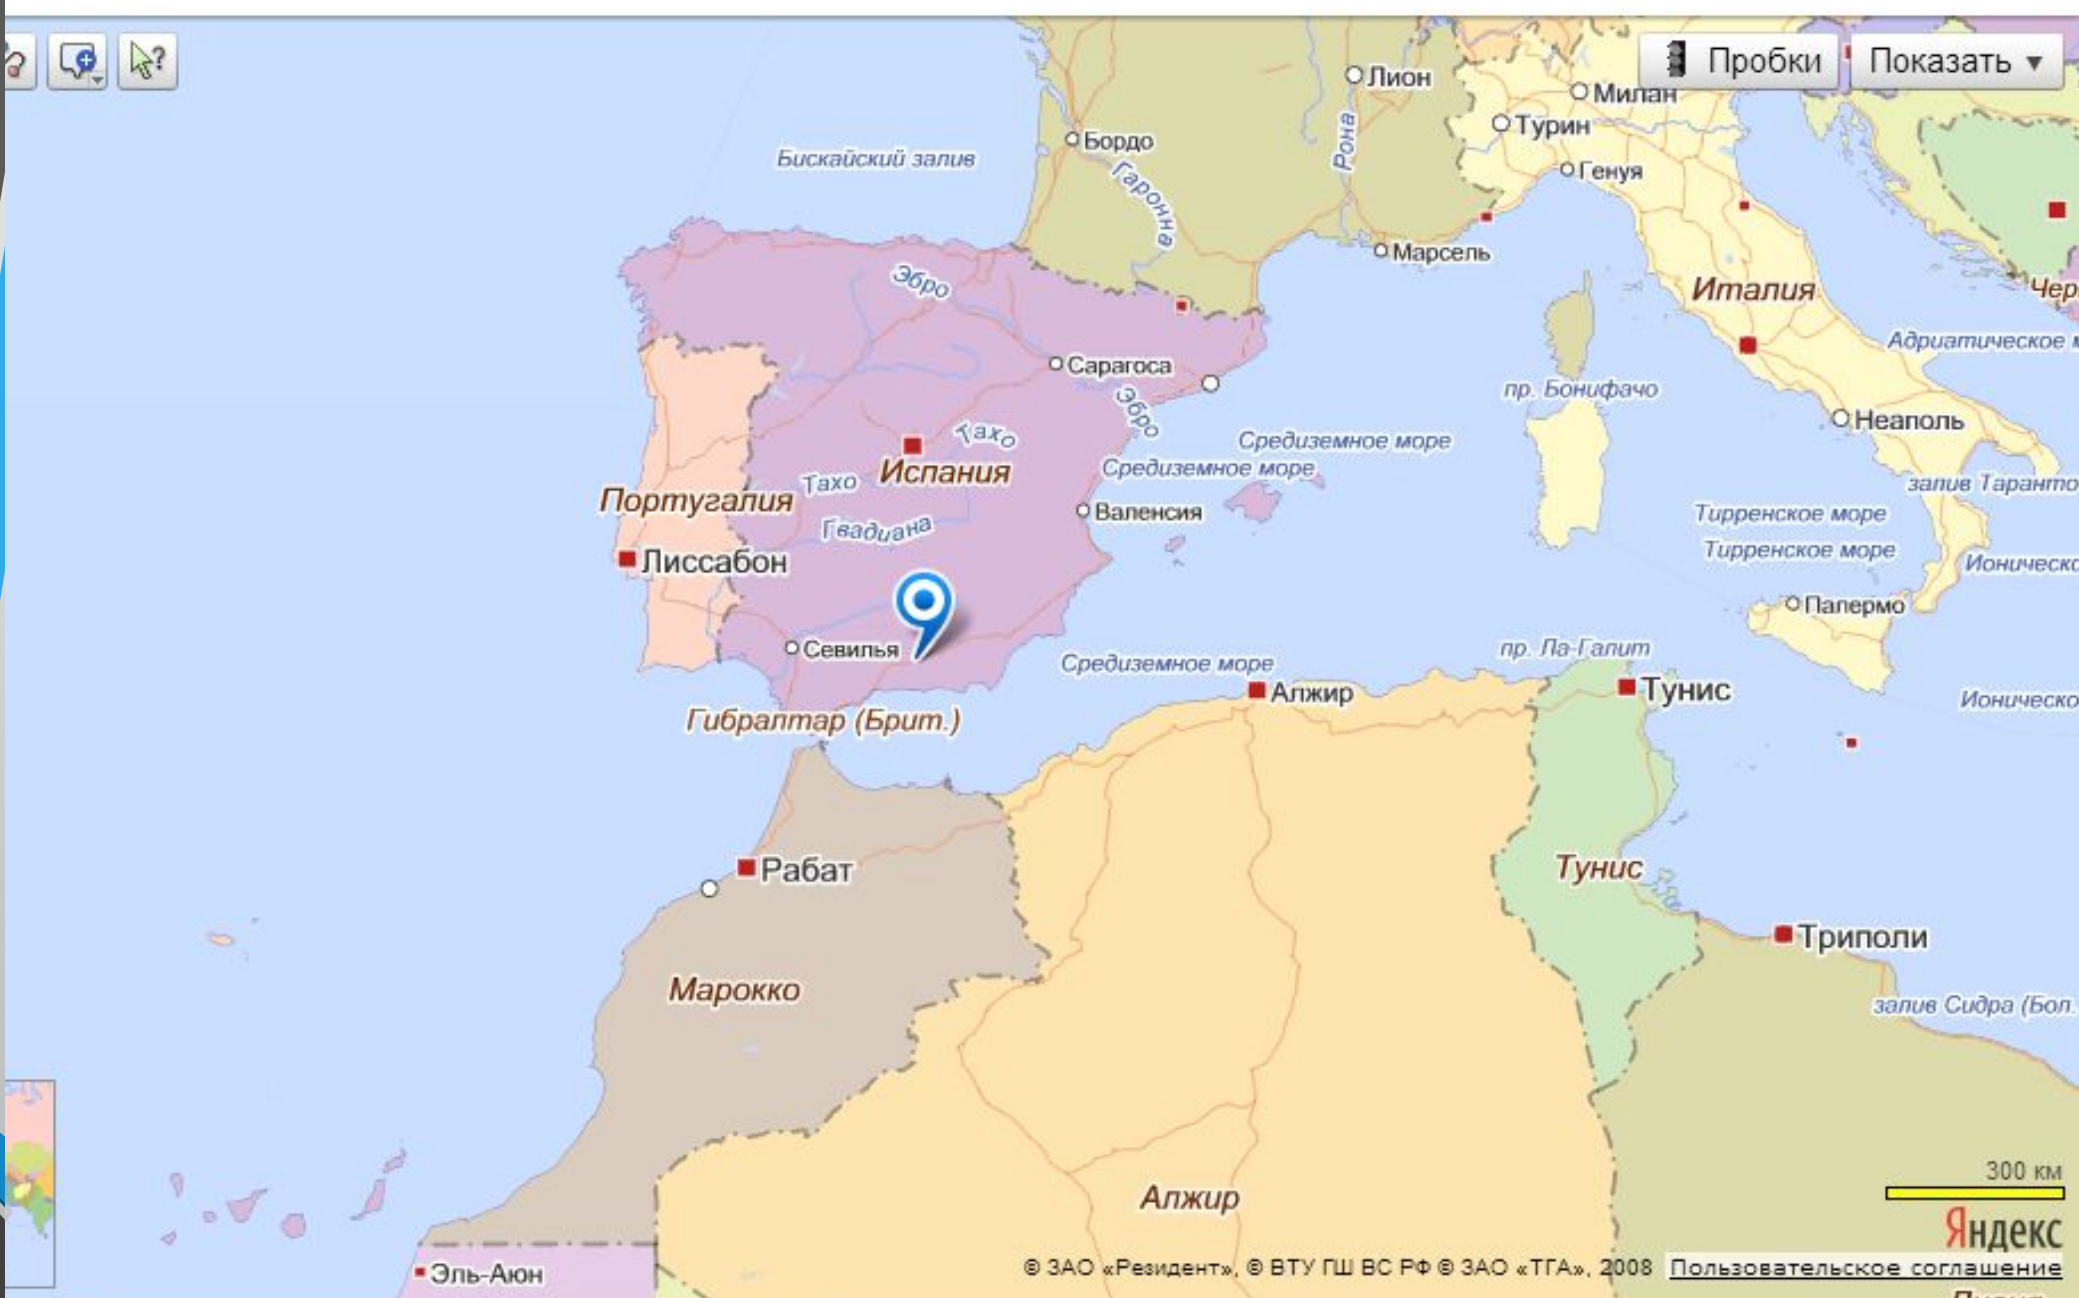 Пробки
Показать
Лион
Милан
Турин
Бордо
Рона
Генуя
Бискайский залив
Гаронна
Марсель
Эбро
Италия
Адриатическое
Сарагоса
пр. Бонифачо
Эбро
Неаполь
Тахо
Средиземное море
Испания
Средиземное море
Тахо
залив Таранто
Португалия
Валенсия
Тирренское море
Гвадиана
Тирренское море
Лиссабон
Ионическо
Палермо
Севилья
пр. Ла-Галит
Средиземное море
Алжир
Тунис
Ионическо
Гибралтар (Брит.)
Рабат
Тунис
Триполи
Марокко
залив Сидра (Бол.
300 км
Алжир
Яндекс
Эль-Аюн
© ЗАО «Резидент», © ВТУ ГШ ВС РФ © ЗАО «ТГА», 2008 Пользовательское соглашение